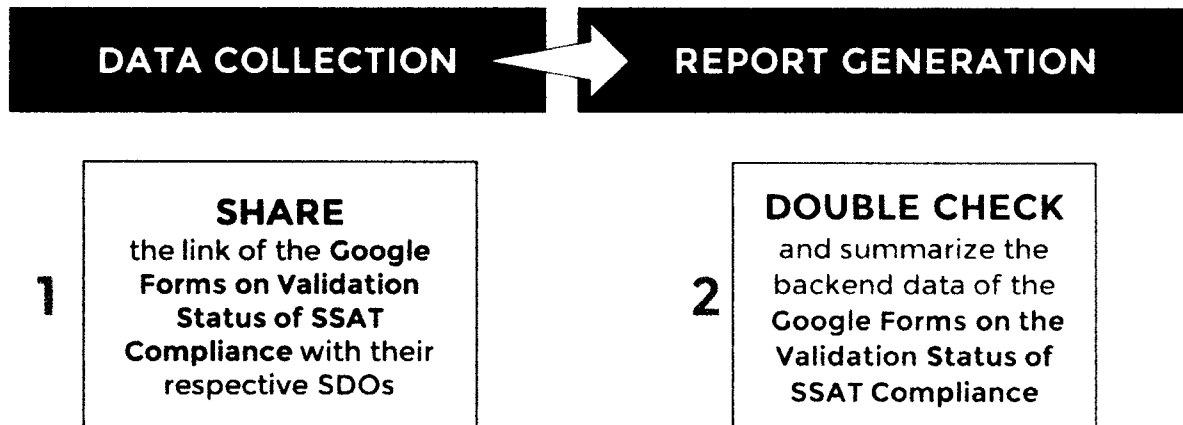 DATA COLLECTION
REPORT GENERATION
1
SHARE
the link of the Google
Forms on Validation
Status of SSAT
Compliance with their
respective SDOs
2
DOUBLE CHECK
and summarize the
backend data of the
Google Forms on the
Validation Status of
SSAT Compliance